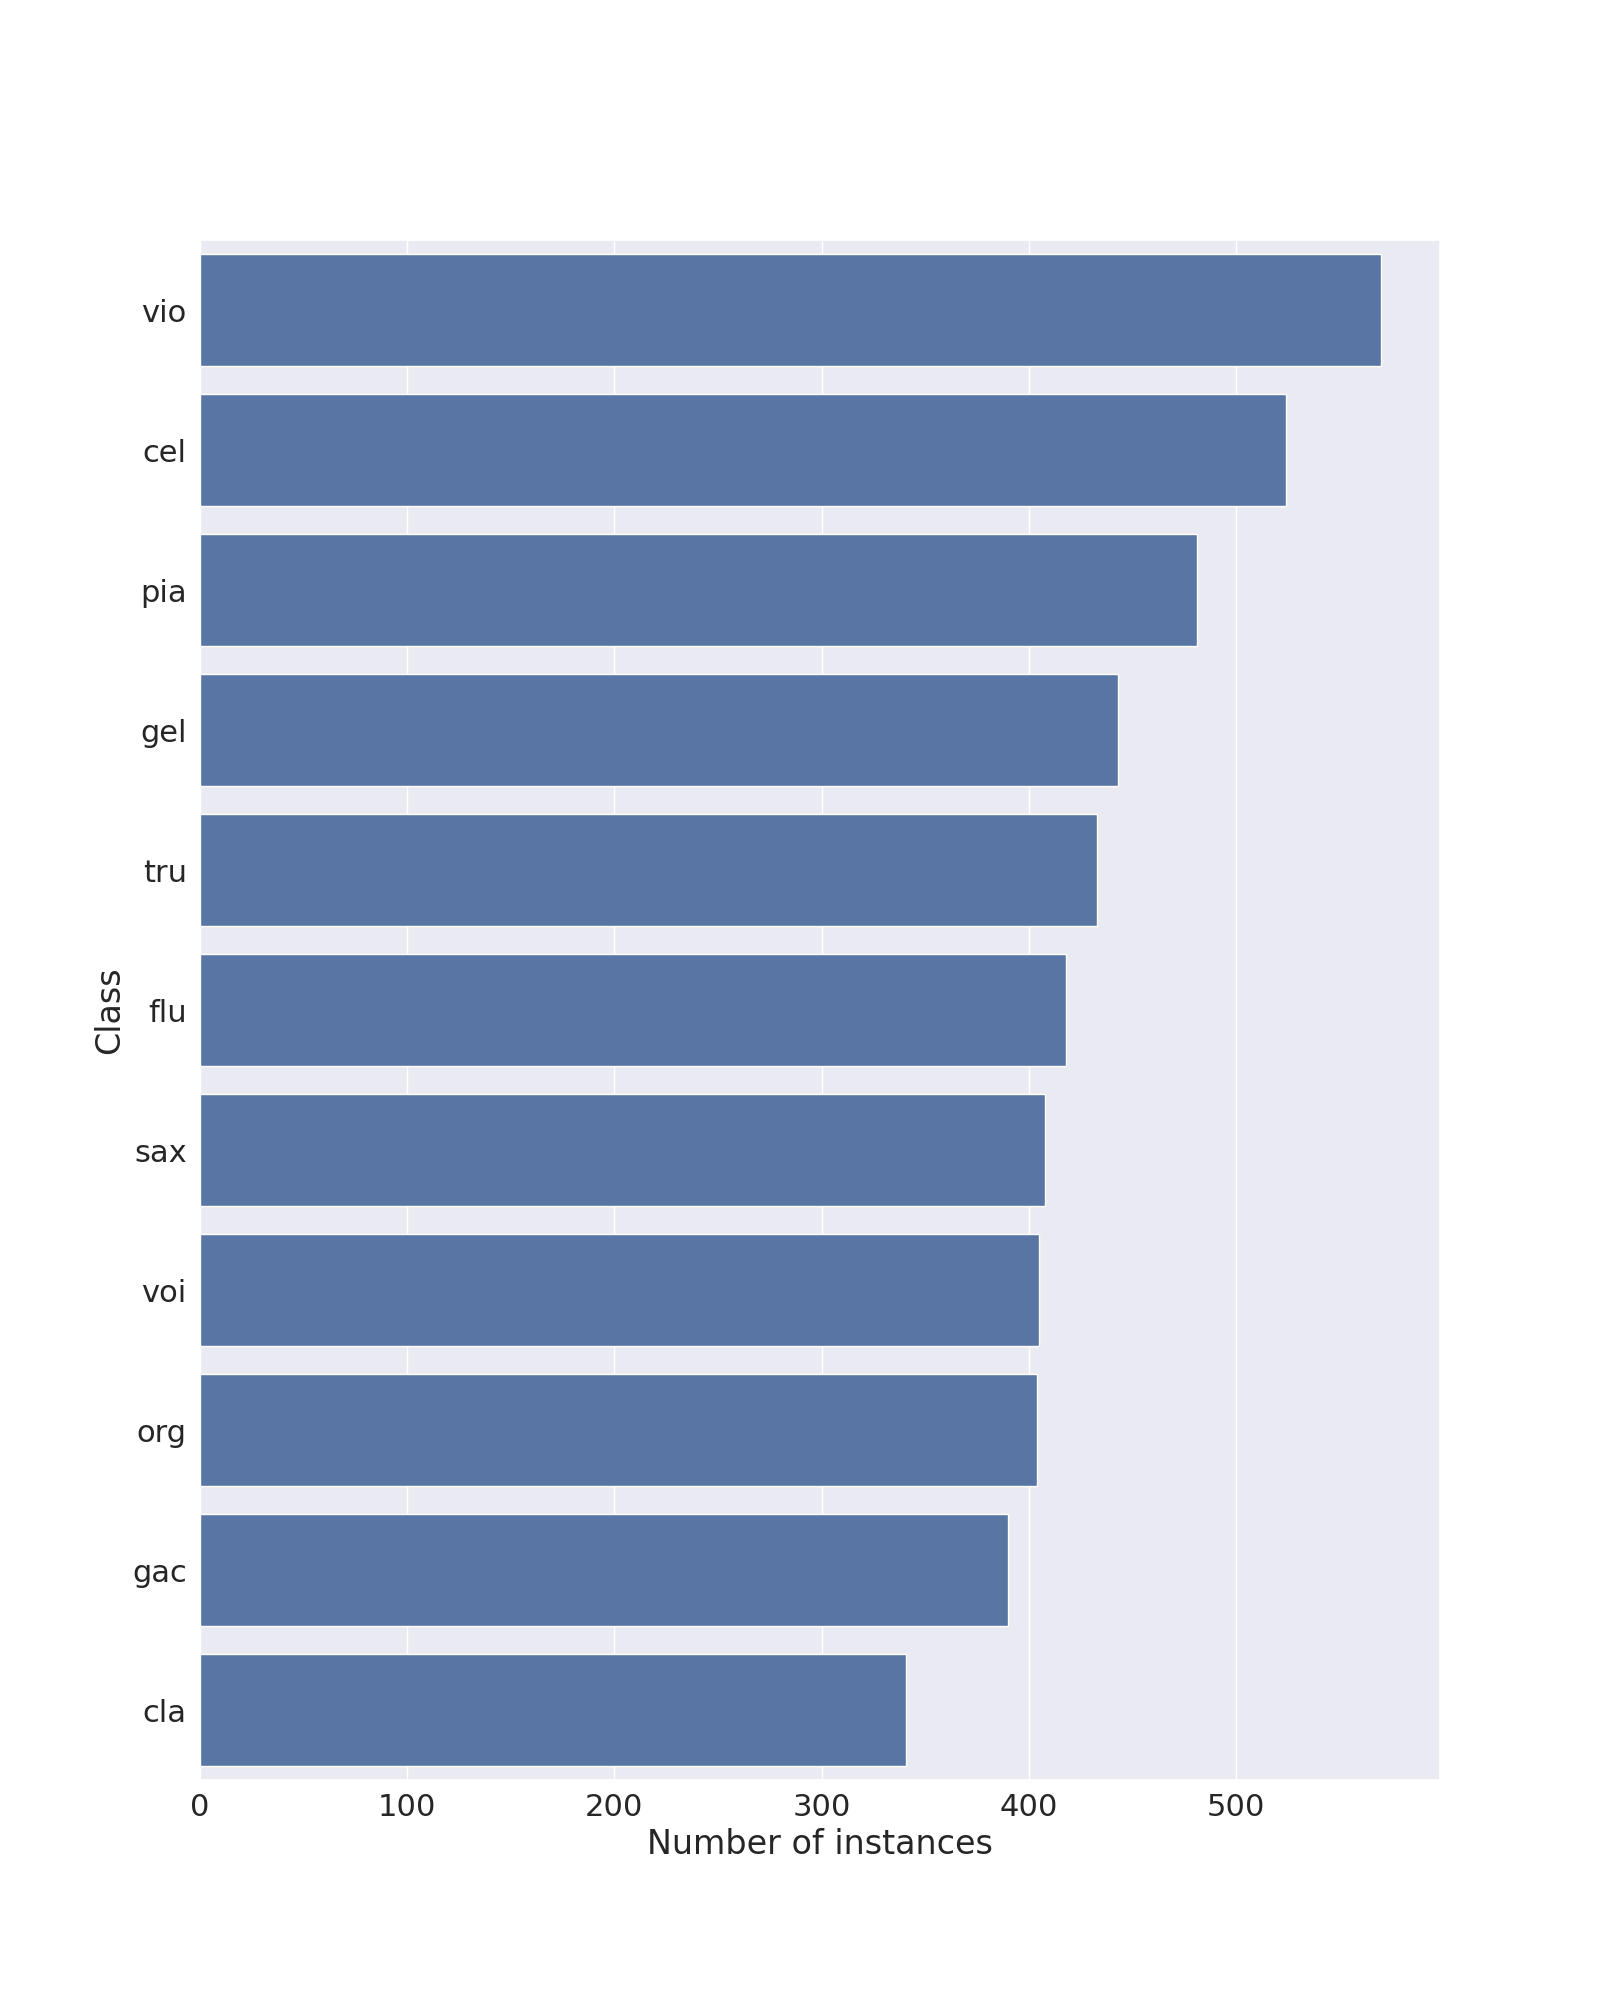 vio
cel
pia
gel
tru
flu
sax
voi
org
gac
cla
Class
0 100 200 300 400 500
Number of instances